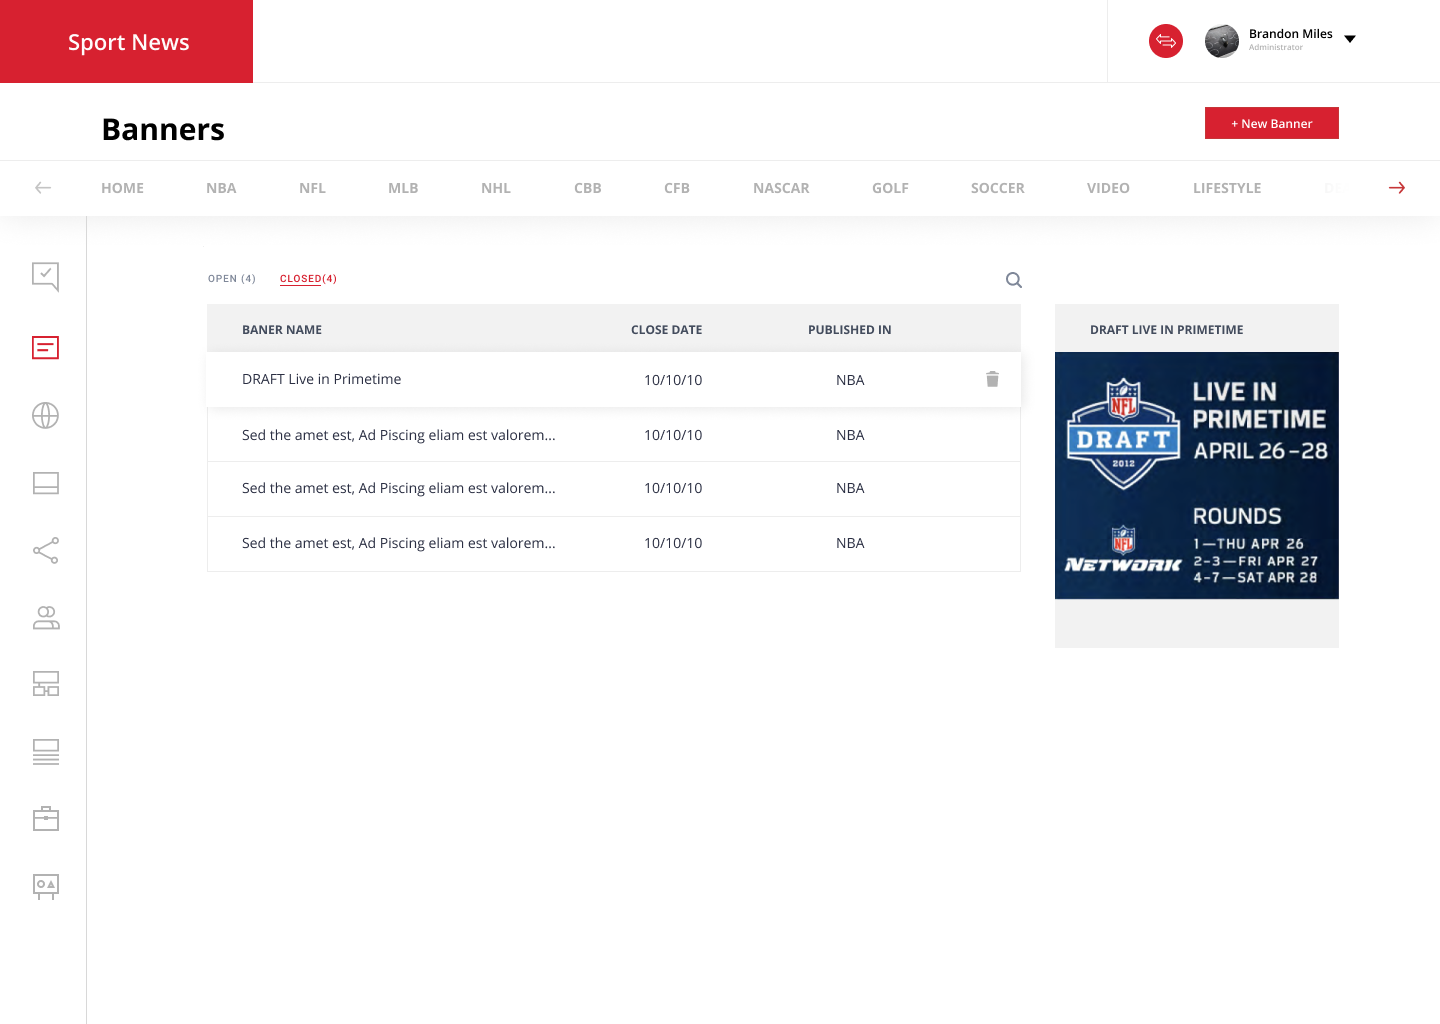 Sport News
Brandon Miles
Administrator
Banners
+ New Banner
HOME NBA NFL MLB NHL CBB CFB NASCAR GOLF SOCCER VIDEO LIFESTYLE
OPEN (4) CLOSED(4)
BANER NAME CLOSE DATE PUBLISHED IN
DRAFT Live in Primetime 10/10/10 NBA
Sed the amet est, Ad Piscing eliam est valorem... 10/10/10 NBA
Sed the amet est, Ad Piscing eliam est valorem... 10/10/10 NBA
Sed the amet est, Ad Piscing eliam est valorem... 10/10/10 NBA
DRAFT LIVE IN PRIMETIME
NFL
DRAFT
2012
LIVE IN
PRIMETIME
APRIL 26-28
NFL
NETWORK
ROUNDS
1—THU APR 26
2-3—FRI APR 27
4-7—SAT APR 28